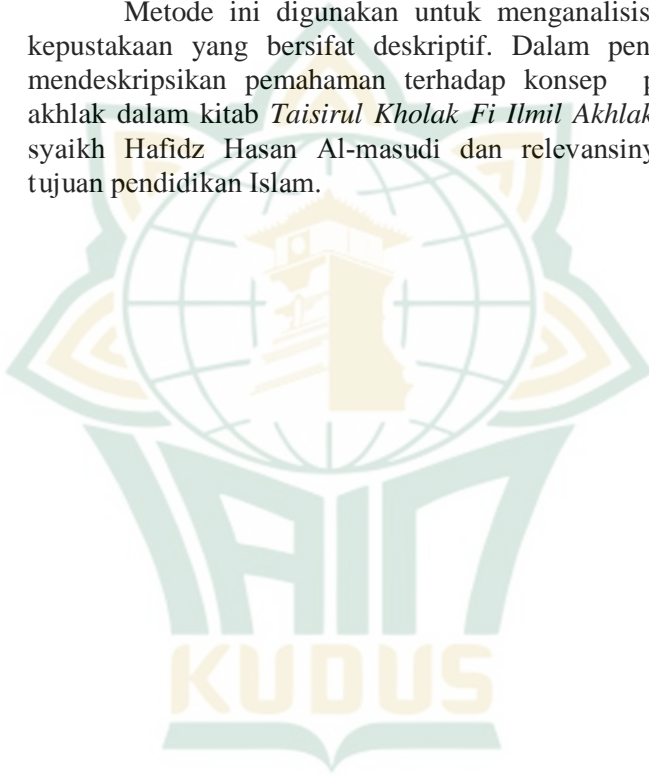 Metode ini digunakan untuk menganalisis
kepustakaan yang bersifat deskriptif. Dalam pen
mendeskripsikan pemahaman terhadap konsep p
akhlak dalam kitab Taisirul Kholak Fi Ilmil Akhlak
syaikh Hafidz Hasan Al-masudi dan relevansiny
tujuan pendidikan Islam.
IAIN
KUDUS